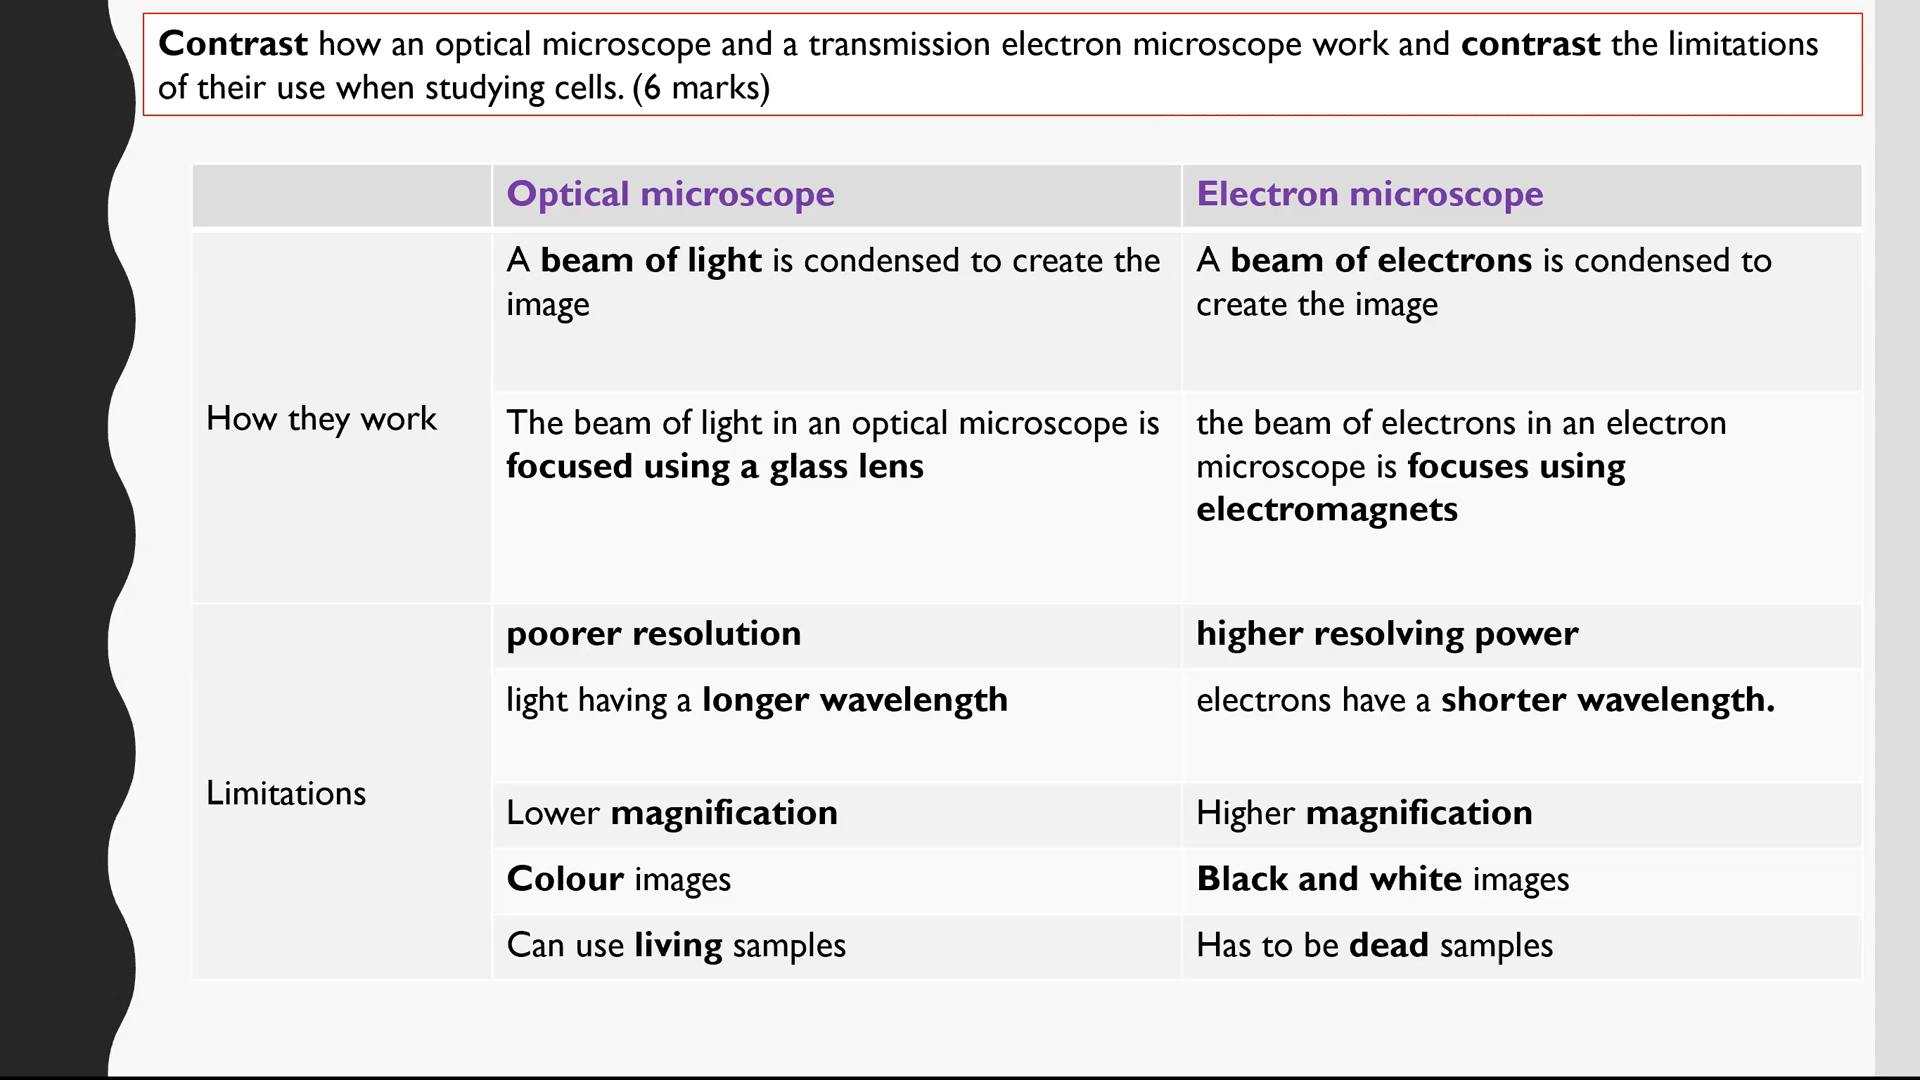 Contrast how an optical microscope and a transmission electron microscope work and contrast the limitations
of their use when studying cells. (6 marks)
Optical microscope
Electron microscope
How they work
A beam of light is condensed to create the
image
A beam of electrons is condensed to
create the image
The beam of light in an optical microscope is
focused using a glass lens
the beam of electrons in an electron
microscope is focuses using
electromagnets
Limitations
poorer resolution
higher resolving power
light having a longer wavelength
electrons have a shorter wavelength.
Lower magnification
Higher magnification
Colour images
Black and white images
Can use living samples
Has to be dead samples